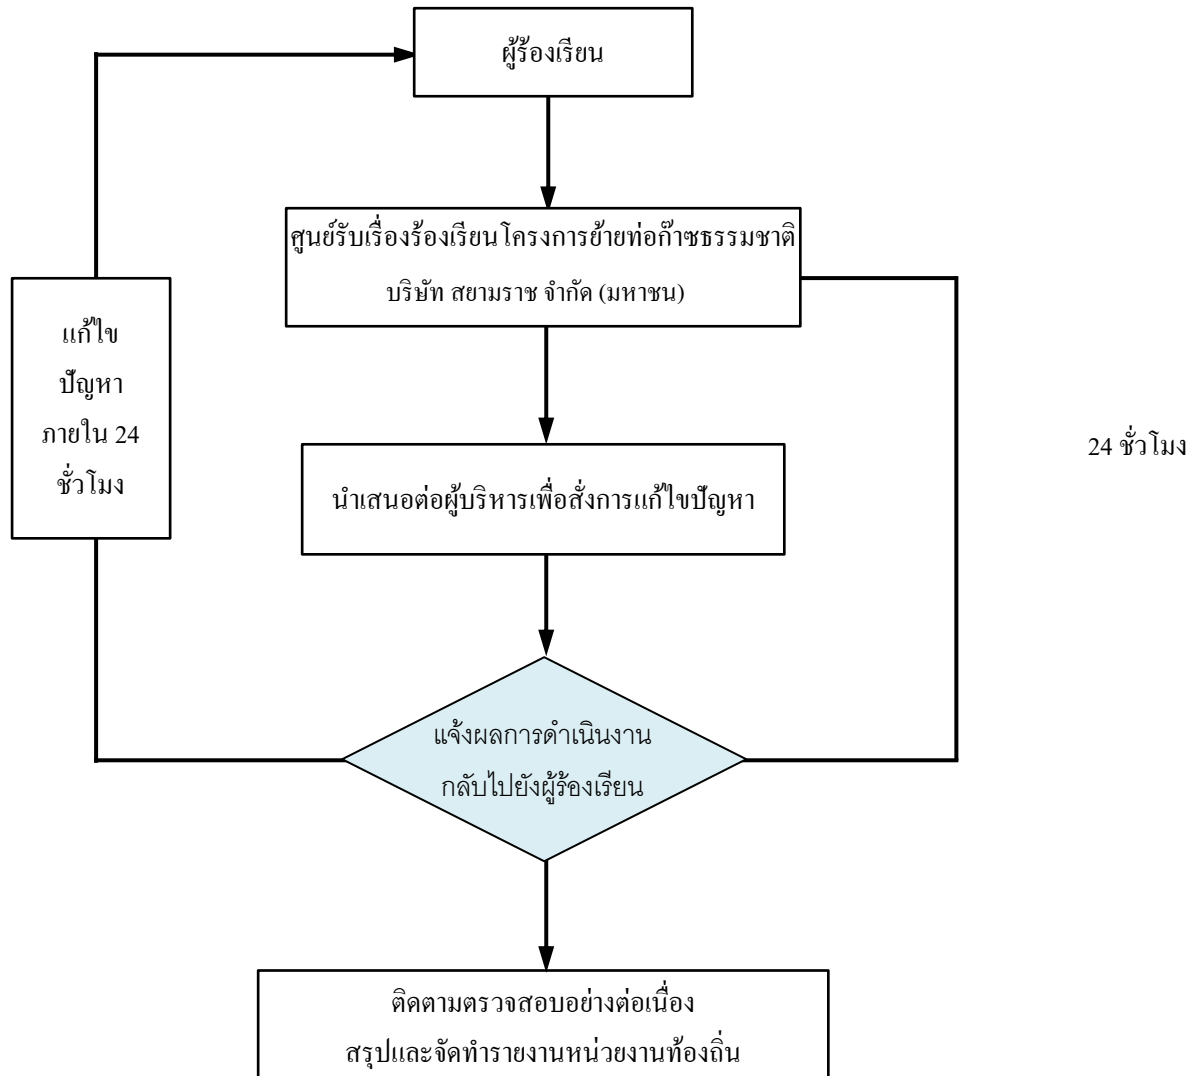 ผู้ร้องเรียน
ศูนย์รับเรื่องร้องเรียนโครงการย้ายท่อก๊าซธรรมชาติ
บริษัท สยามราช จำกัด (มหาชน)
แก้ไข
ปัญหา
ภายใน 24
ชั่วโมง
24 ชั่วโมง
นำเสนอต่อผู้บริหารเพื่อสั่งการแก้ไขปัญหา
แจ้งผลการดำเนินงาน
กลับไปยังผู้ร้องเรียน
ติดตามตรวจสอบอย่างต่อเนื่อง
สรุปและจัดทำรายงานหน่วยงานท้องถิ่น